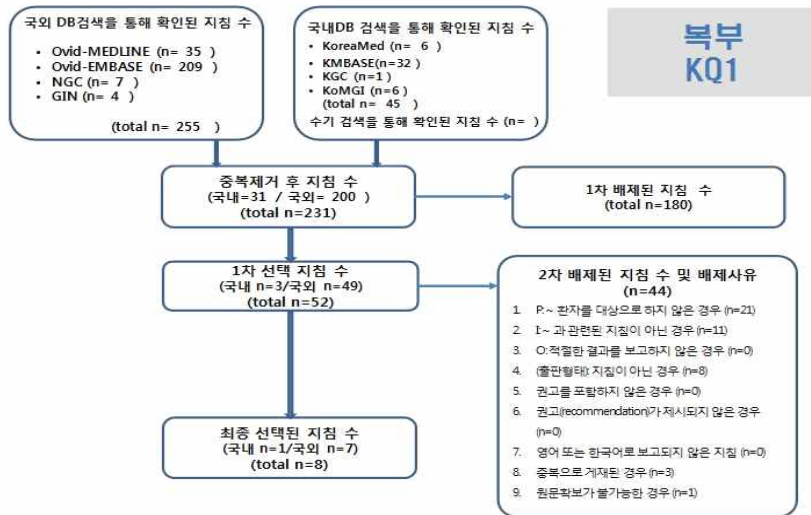 국외 DB검색을 통해 확인된 지침 수
• Ovid-MEDLINE (n= 35 )
• Ovid-EMBASE (n= 209 )
• NGC (n= 7 )
• GIN (n= 4 )
(total n= 255 )
국내DB 검색을 통해 확인된 지침 수
• KoreaMed (n= 6 )
• KMBASE(n=32 )
• KGC (n=1 )
• KoMGI (n=6 )
(total n= 45 )
수기 검색을 통해 확인된 지침 수 (n= )
복부
KQ1
중복제거 후 지침 수
(국내=31 / 국외= 200 )
(total n=231)
1차 배제된 지침 수
(total n=180)
1차 선택 지침 수
(국내 n=3/국외 n=49)
(total n=52)
2차 배제된 지침 수 및 배제사유
(n=44)
1. P:~ 환자를 대상으로 하지 않은 경우 (n=21)
2. I:~ 과 관련된 지침이 아닌 경우 (n=11)
3. O:적절한 결과를 보고하지 않은 경우 (n=0)
4. (출판형태): 지침이 아닌 경우 (n=8)
5. 권고를 포함하지 않은 경우 (n=0)
6. 권고(recommendation)가 제시되지 않은 경우
(n=0)
7. 영어 또는 한국어로 보고되지 않은 지침 (n=0)
8. 중복으로 게재된 경우 (n=3)
9. 원문확보가 불가능한 경우 (n=1)
최종 선택된 지침 수
(국내 n=1/국외 n=7)
(total n=8)